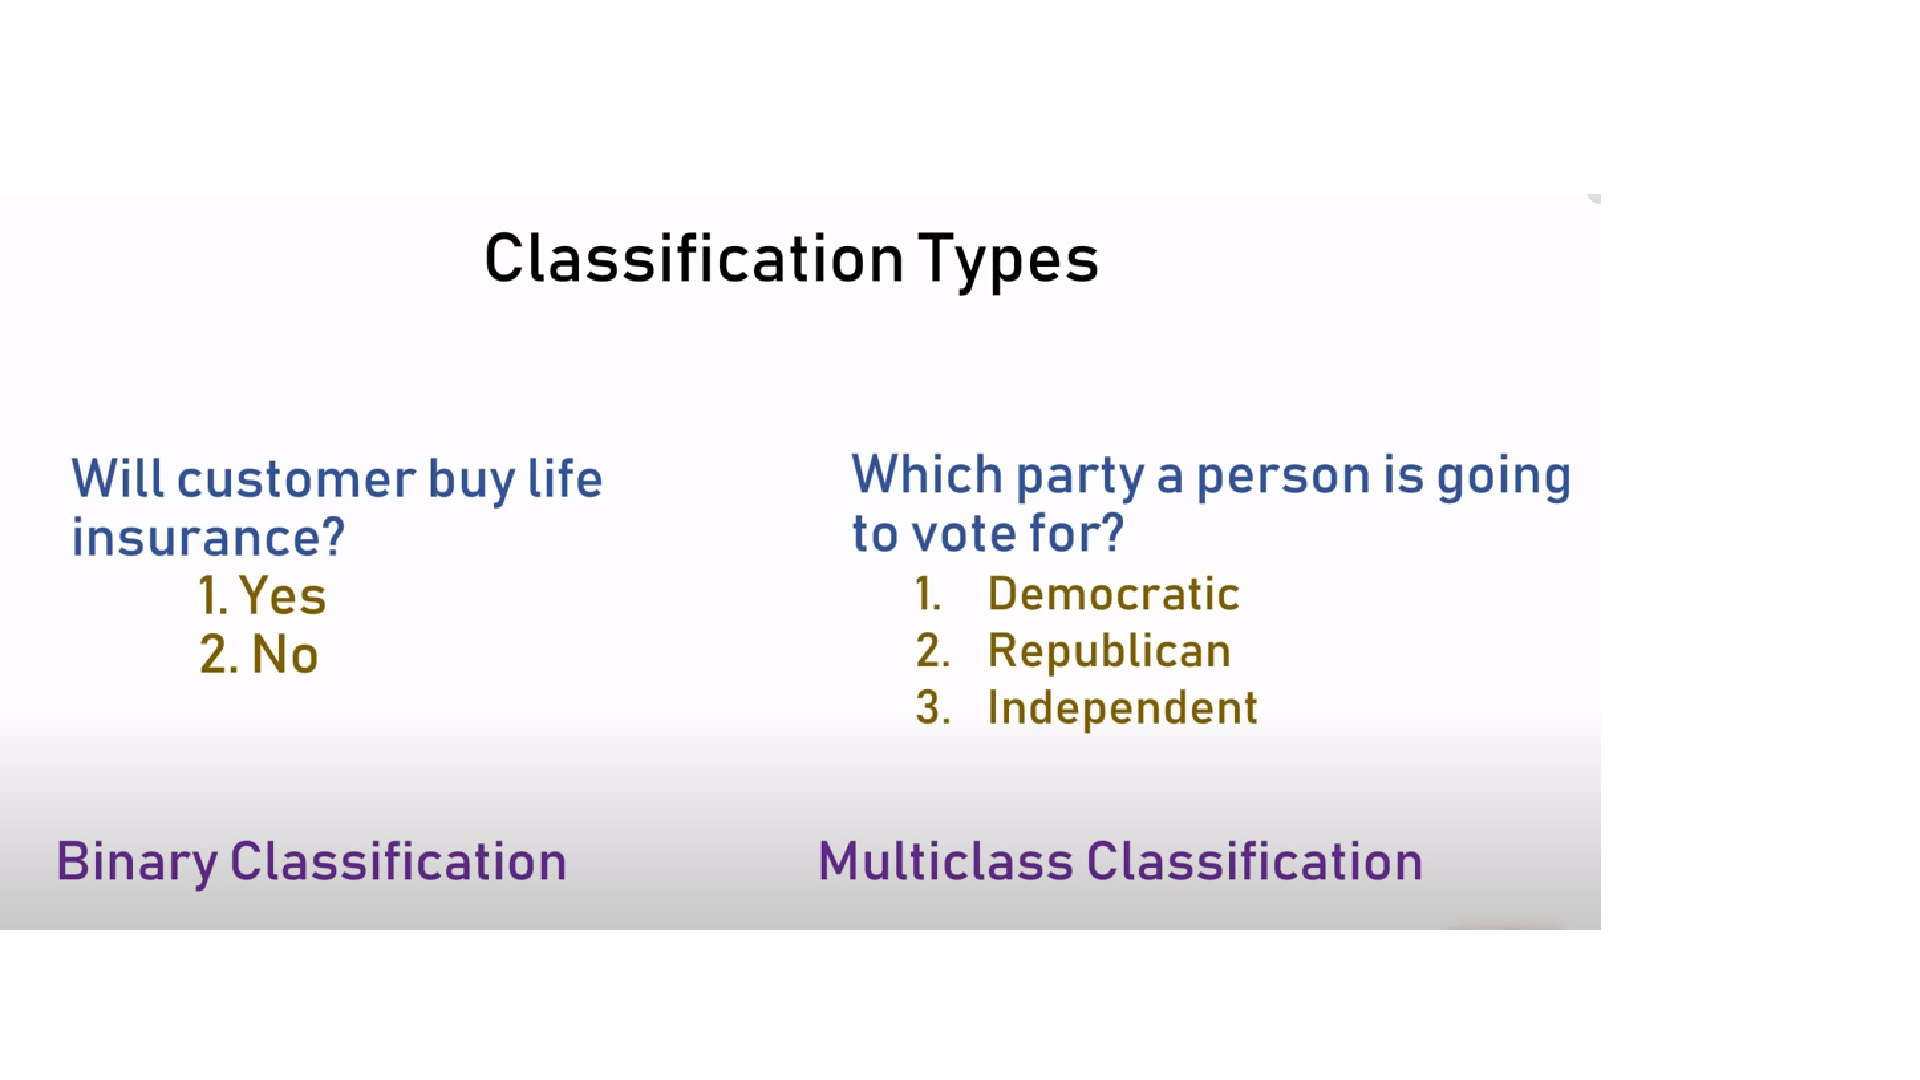 Classification Types
Will customer buy life
insurance?
1. Yes
2. No
Binary Classification
Which party a person is going
to vote for?
1. Democratic
2. Republican
3. Independent
Multiclass Classification